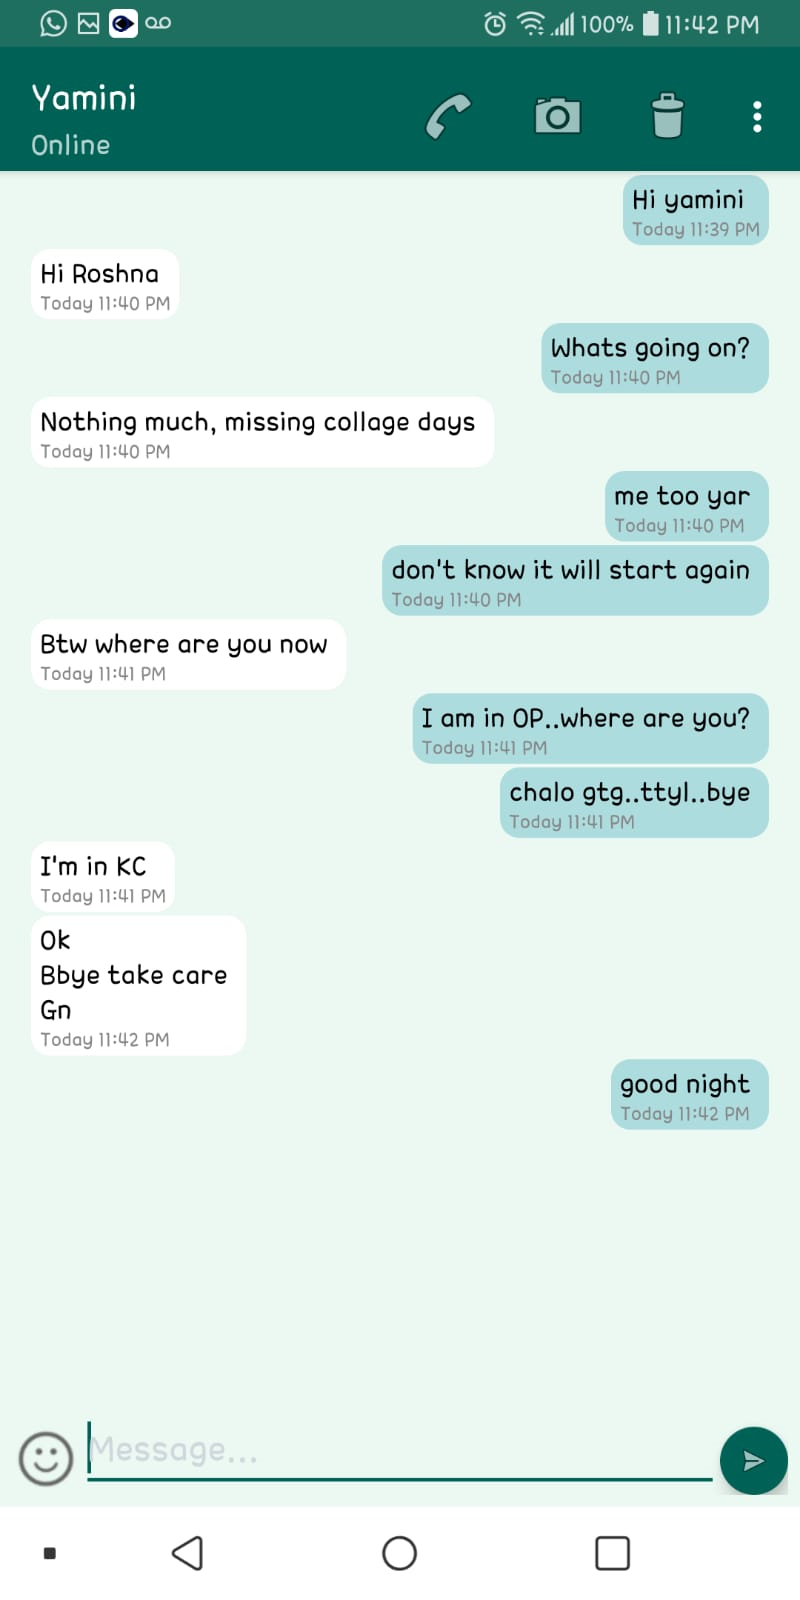 100% 11:42 PM
Yamini
Online
Hi yamini
Today 11:39 PM
Hi Roshna
Today 11:40 PM
Whats going on?
Today 11:40 PM
Nothing much, missing collage days
Today 11:40 PM
me too yar
Today 11:40 PM
don't know it will start again
Today 11:40 PM
Btw where are you now
Today 11:41 PM
I am in OP..where are you?
Today 11:41 PM
chalo gtg..ttyl..bye
Today 11:41 PM
I'm in KC
Today 11:41 PM
Ok
Bbye take care
Gn
Today 11:42 PM
good night
Today 11:42 PM
Message...